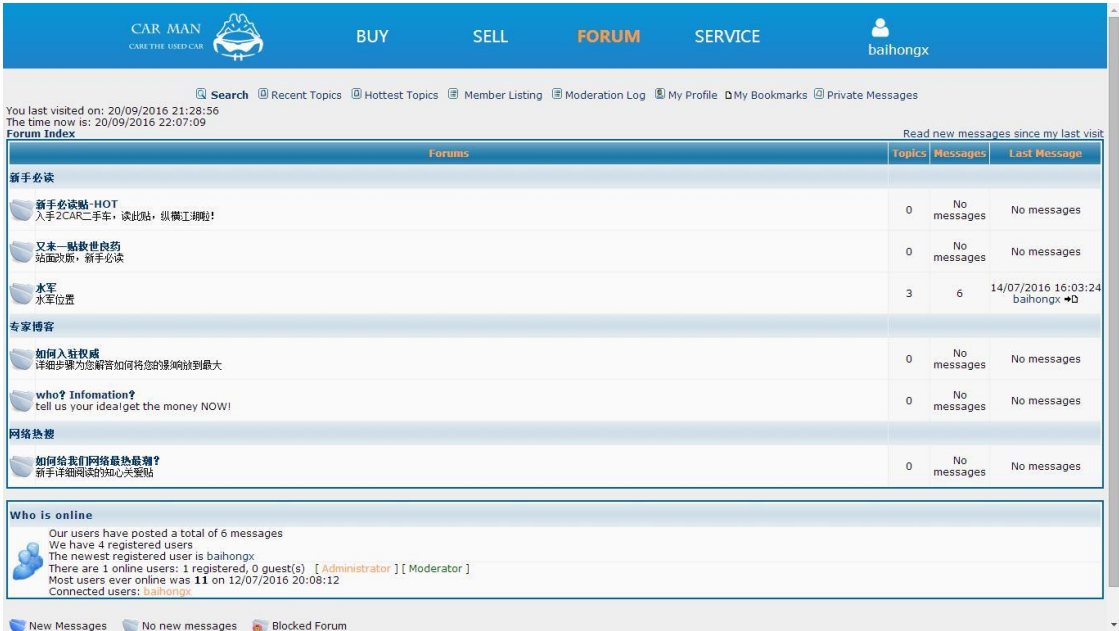 CAR MAN
CARE THE USED CAR
BUY SELL FORUM SERVICE
baihongx
Search Recent Topics Hottest Topics Member Listing Moderation Log My Profile My Bookmarks Private Messages
You last visited on: 20/09/2016 21:28:56
The time now is: 20/09/2016 22:07:09
Forum Index Read new messages since my last visit
Forums Topics Messages Last Message
新手必读
新手必读贴-HOT
入手2CAR二手车，读此贴，纵横江湖啦！
0 No messages No messages
又来一贴救世良药
站面改版，新手必读
0 No messages No messages
水军
水军位置
3 6 14/07/2016 16:03:24
baihongx
专家博客
如何入驻权威
详细步骤为您解答如何将您的影响放到最大
0 No messages No messages
who? Infomation?
tell us your idea!get the money NOW!
0 No messages No messages
网络热搜
如何给我们网络最热最潮?
新手详细阅读的知心关爱贴
0 No messages No messages
Who is online
Our users have posted a total of 6 messages
We have 4 registered users
The newest registered user is baihongx
There are 1 online users: 1 registered, 0 guest(s) [ Administrator ] [ Moderator ]
Most users ever online was 11 on 12/07/2016 20:08:12
Connected users: baihongx
New Messages No new messages Blocked Forum